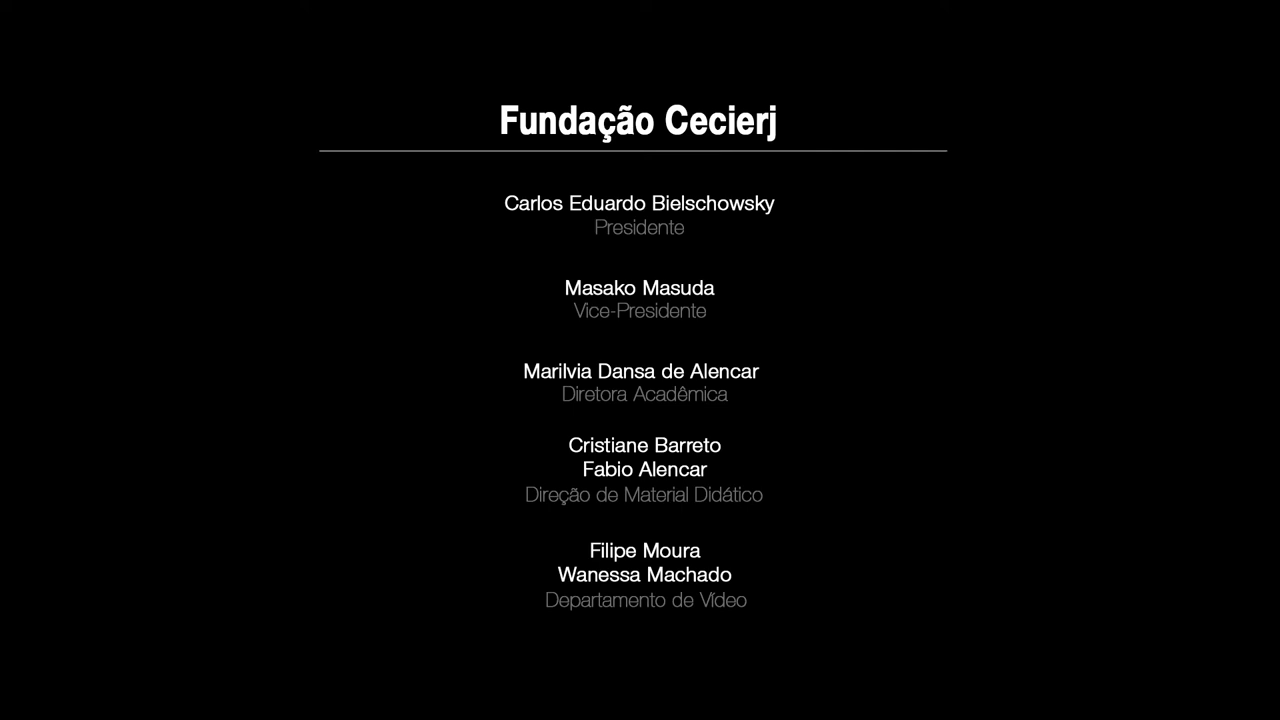 Fundação Cecierj
Carlos Eduardo Bielschowsky
Presidente
Masako Masuda
Vice-Presidente
Marilvia Dansa de Alencar
Diretora Acadêmica
Cristiane Barreto
Fabio Alencar
Direção de Material Didático
Filipe Moura
Wanessa Machado
Departamento de Vídeo